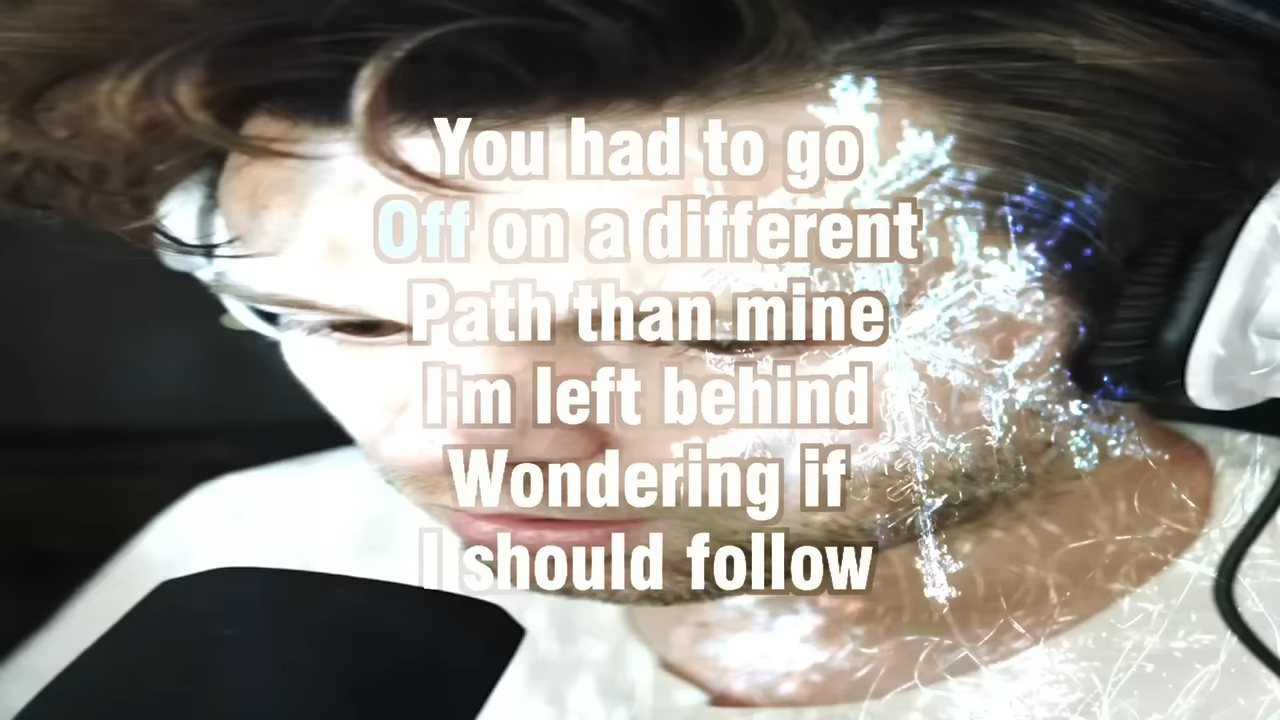 You had to go
Off on a different
Path than mine
I'm left behind
Wondering if
I should follow